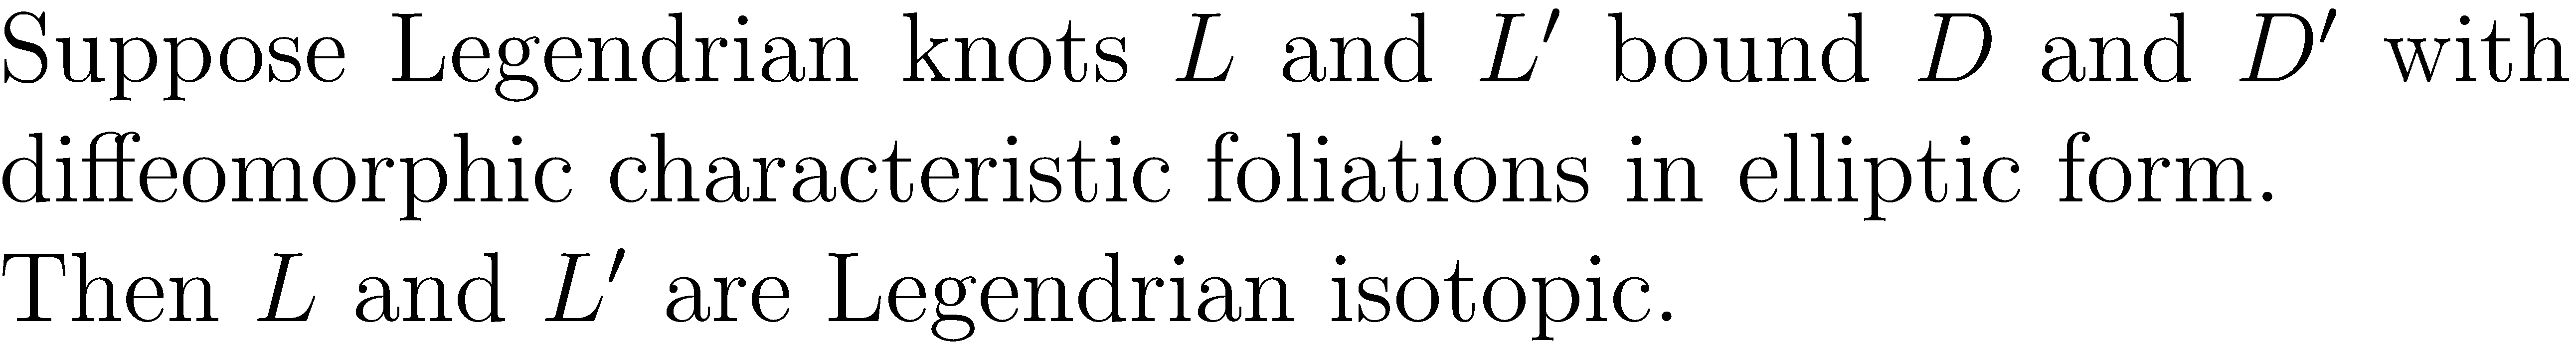 Suppose Legendrian knots L and L′ bound D and D′ with
diffeomorphic characteristic foliations in elliptic form.
Then L and L′ are Legendrian isotopic.